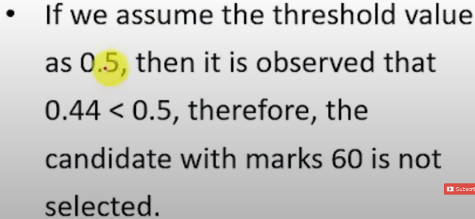 • If we assume the threshold value
as 0.5, then it is observed that
0.44 < 0.5, therefore, the
candidate with marks 60 is not
selected.